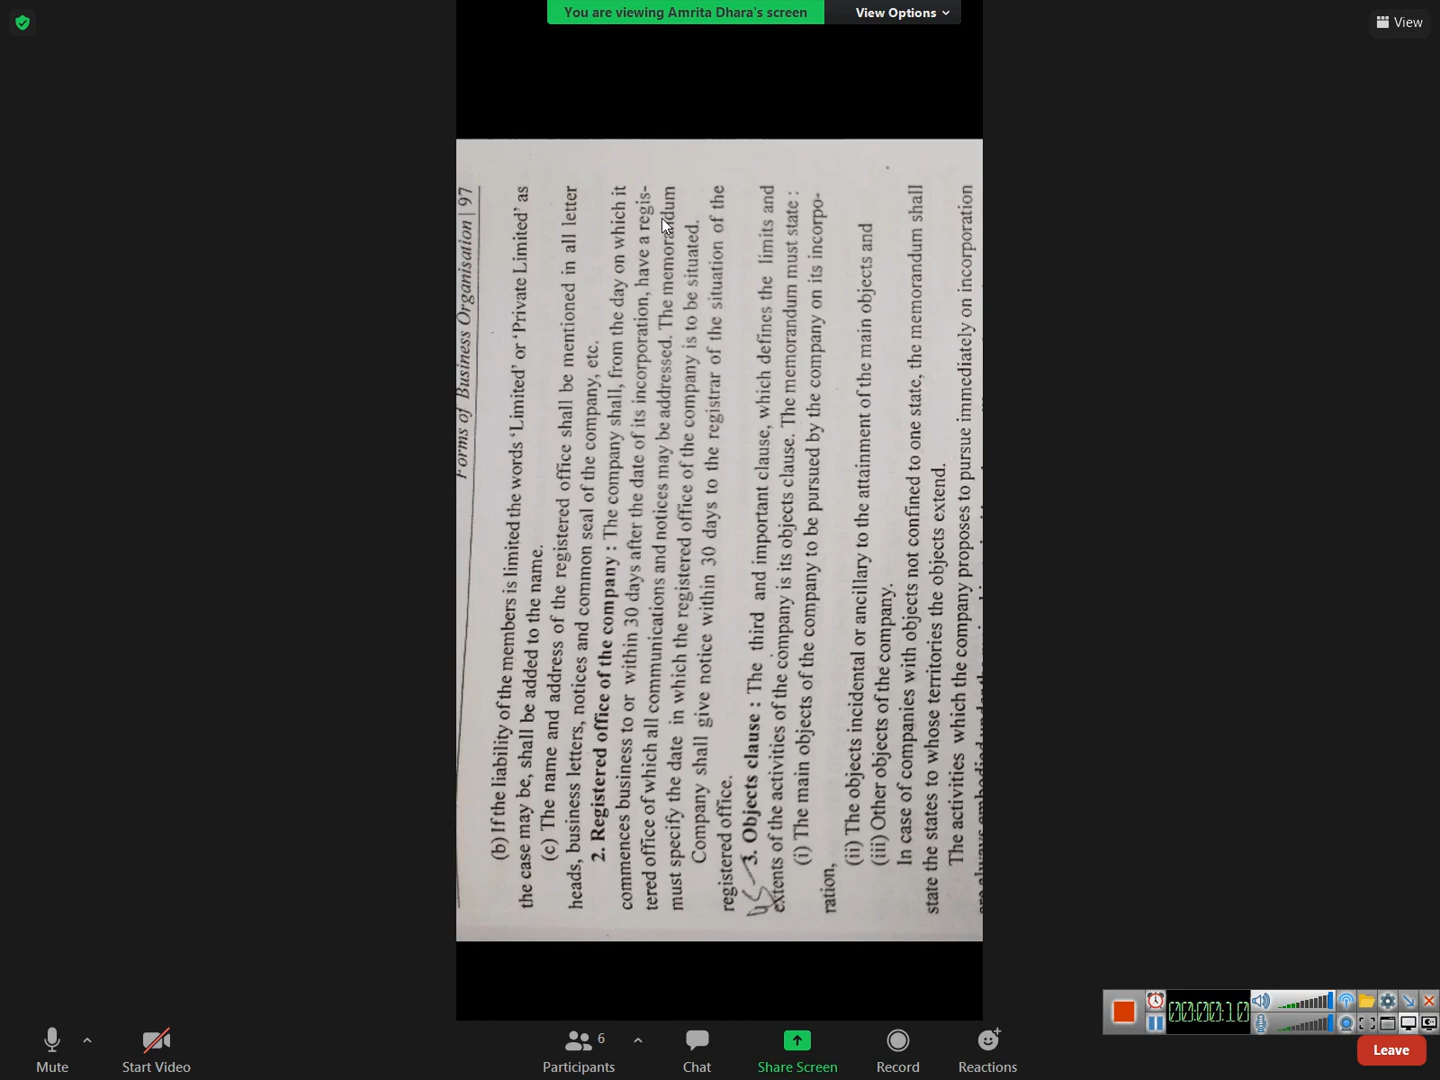 You are viewing Amrita Dhara's screen
View Options
View
Forms of Business Organisation | 97
(b) If the liability of the members is limited the words 'Limited' or 'Private Limited' as
the case may be, shall be added to the name.
(c) The name and address of the registered office shall be mentioned in all letter
heads, business letters, notices and common seal of the company, etc.
2. Registered office of the company : The company shall, from the day on which it
commences business to or within 30 days after the date of its incorporation, have a regis-
tered office of which all communications and notices may be addressed. The memorandum
must specify the date in which the registered office of the company is to be situated.
Company shall give notice within 30 days to the registrar of the situation of the
registered office.
3. Objects clause : The third and important clause, which defines the limits and
extents of the activities of the company is its objects clause. The memorandum must state :
(i) The main objects of the company to be pursued by the company on its incorpo-
ration,
(ii) The objects incidental or ancillary to the attainment of the main objects and
(iii) Other objects of the company.
In case of companies with objects not confined to one state, the memorandum shall
state the states to whose territories the objects extend.
The activities which the company proposes to pursue immediately on incorporation
00:00:10
Mute
Start Video
Participants
6
Chat
Share Screen
Record
Reactions
Leave